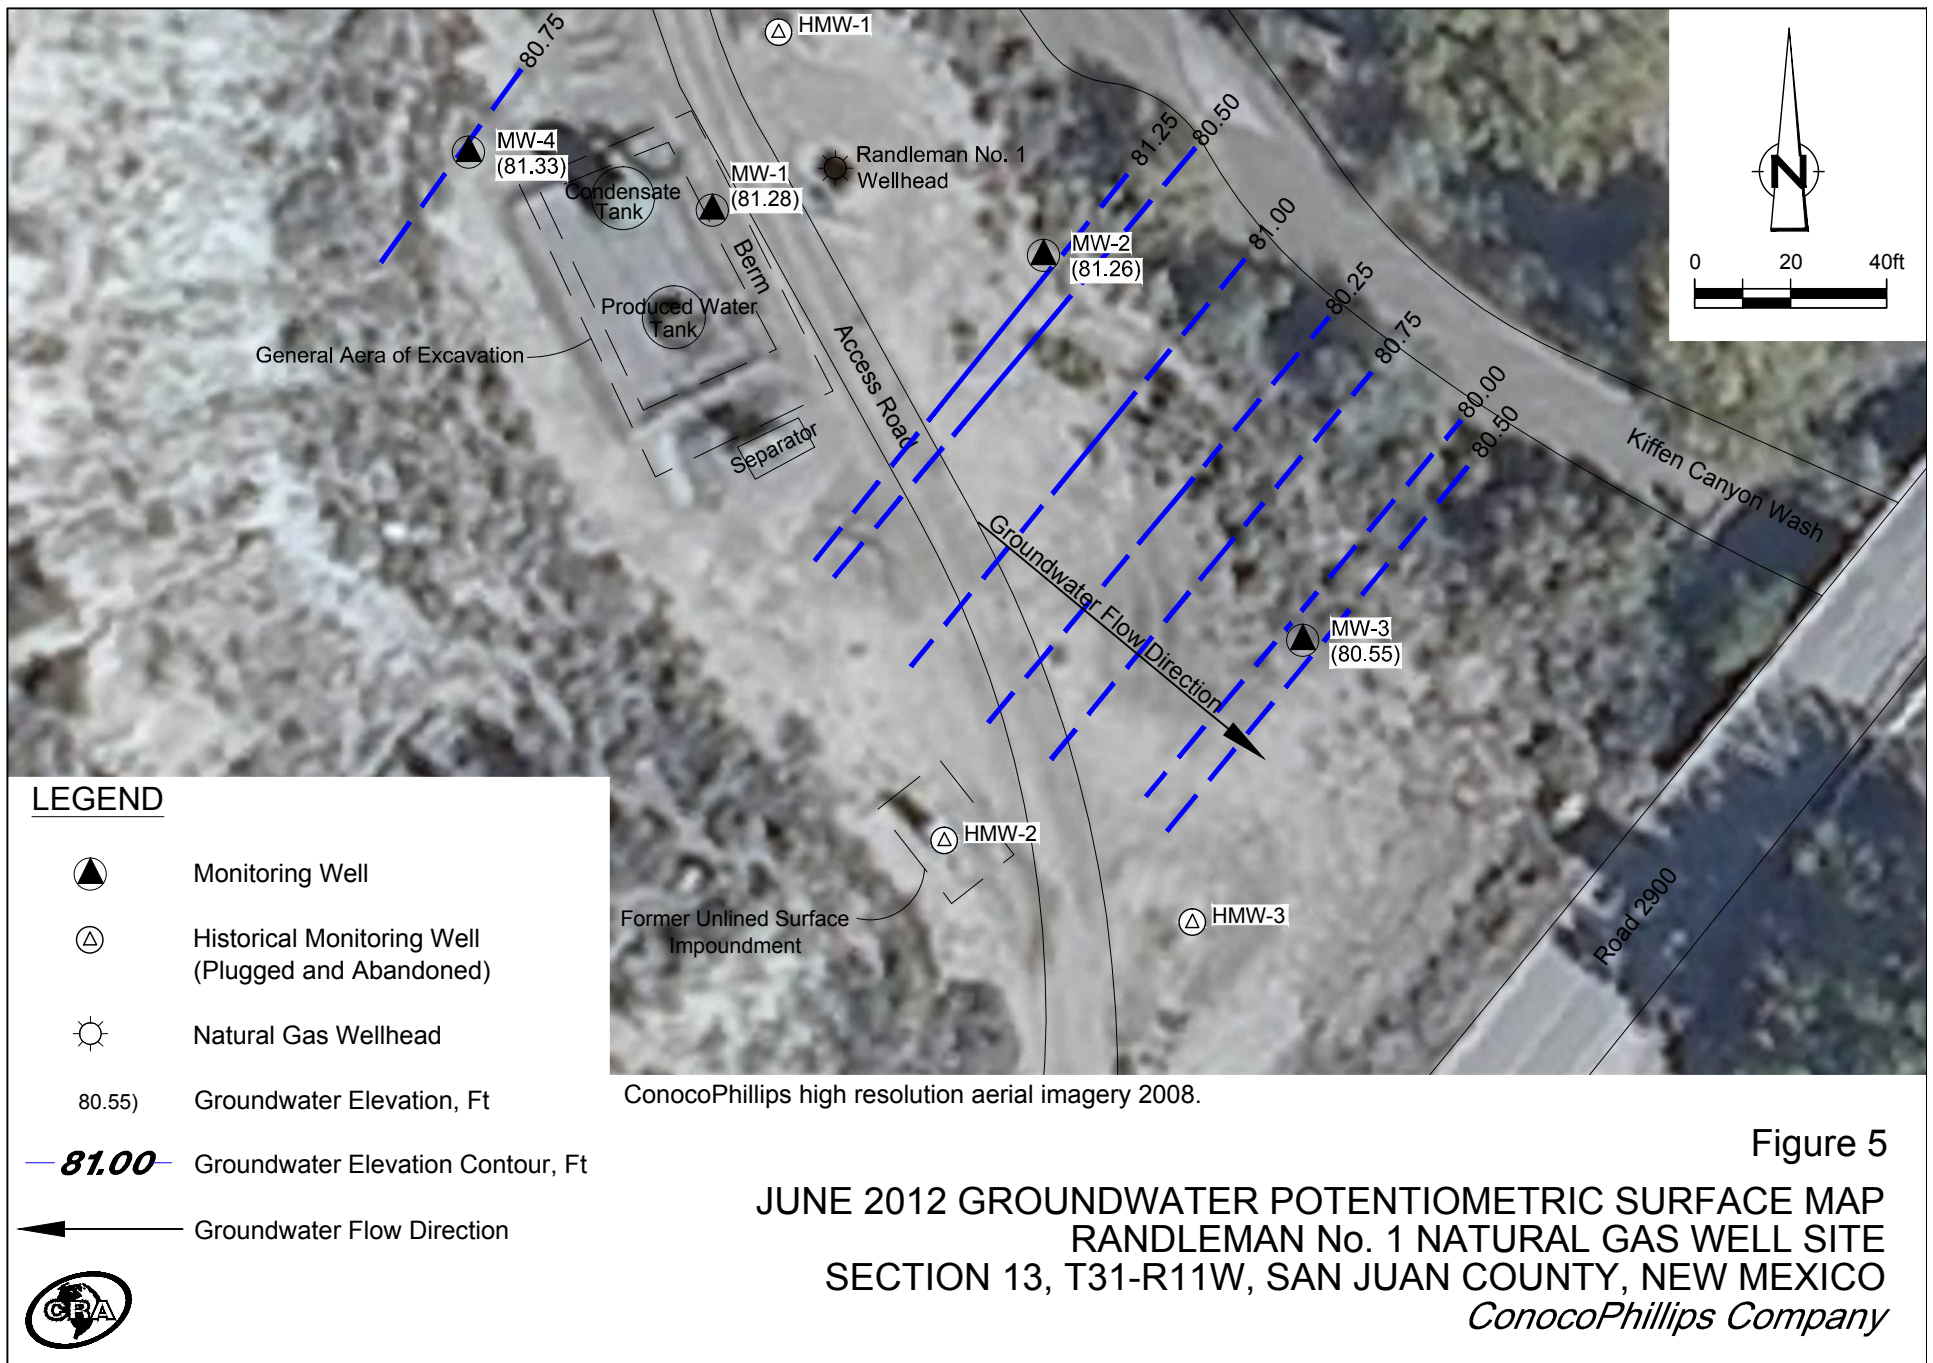 80.75
HMW-1
MW-4
(81.33)
Condensate
Tank
MW-1
(81.28)
Randleman No. 1
Wellhead
81.25
80.50
N
0 20 40ft
MW-2
(81.26)
81.00
Berm
Produced Water
Tank
General Aera of Excavation
80.25
80.75
Access Road
Separator
80.00
80.50
Kiffen Canyon Wash
Groundwater Flow Direction
MW-3
(80.55)
HMW-2
HMW-3
Former Unlined Surface
Impoundment
Road 2900
LEGEND
Monitoring Well
Historical Monitoring Well
(Plugged and Abandoned)
Natural Gas Wellhead
80.55) Groundwater Elevation, Ft
81.00 Groundwater Elevation Contour, Ft
Groundwater Flow Direction
CRA
ConocoPhillips high resolution aerial imagery 2008.
Figure 5
JUNE 2012 GROUNDWATER POTENTIOMETRIC SURFACE MAP
RANDLEMAN No. 1 NATURAL GAS WELL SITE
SECTION 13, T31-R11W, SAN JUAN COUNTY, NEW MEXICO
ConocoPhillips Company